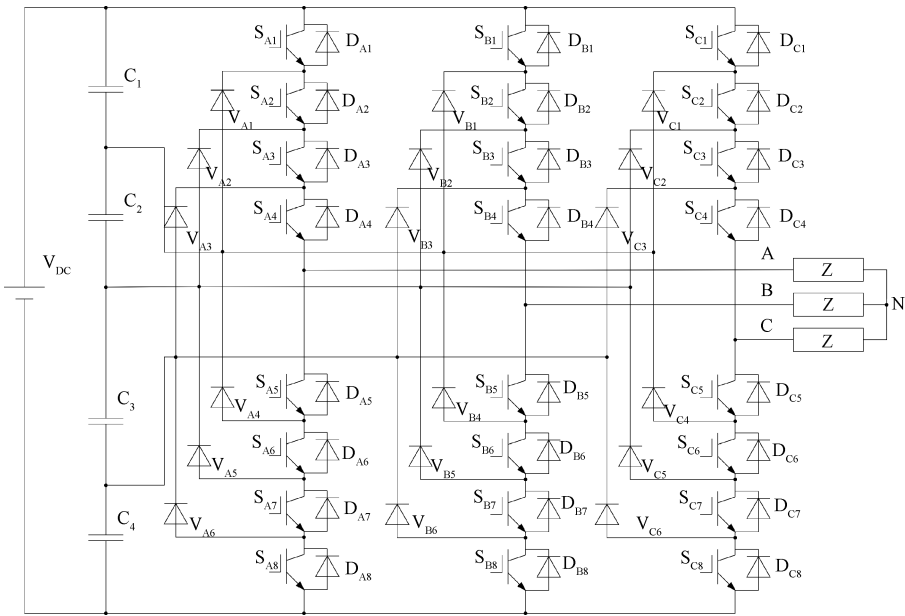 S_A1 D_A1 S_B1 D_B1 S_C1 D_C1
C_1 S_A2 D_A2 S_B2 D_B2 S_C2 D_C2
V_A1 V_B1 V_C1
S_A3 D_A3 S_B3 D_B3 S_C3 D_C3
V_A2 V_B2 V_C2
C_2 S_A4 D_A4 S_B4 D_B4 S_C4 D_C4
V_A3 V_B3 V_C3
V_DC A Z
B Z N
C Z
S_A5 D_A5 S_B5 D_B5 S_C5 D_C5
C_3 V_A4 V_B4 V_C4
S_A6 D_A6 S_B6 D_B6 S_C6 D_C6
V_A5 V_B5 V_C5
S_A7 D_A7 S_B7 D_B7 S_C7 D_C7
C_4 V_A6 V_B6 V_C6
S_A8 D_A8 S_B8 D_B8 S_C8 D_C8